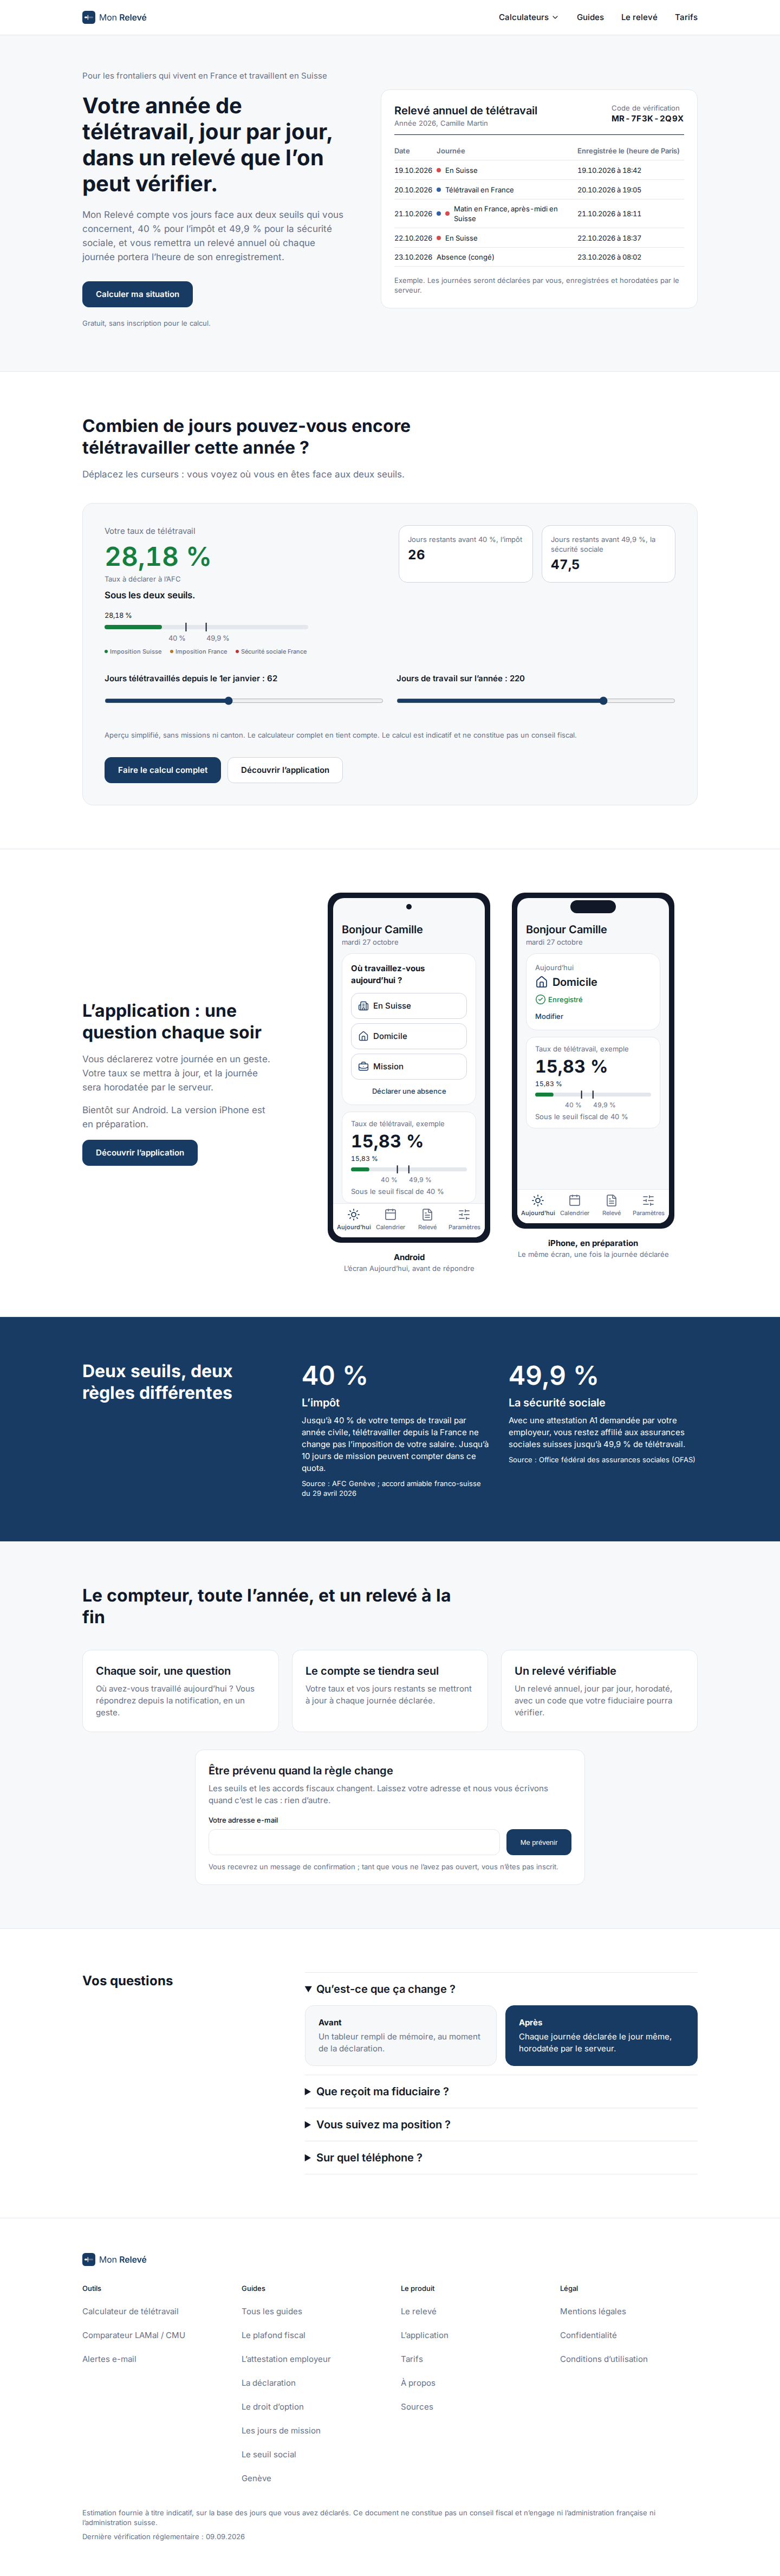 Mon Relevé
Calculateurs
Guides
Le relevé
Tarifs
Pour les frontaliers qui vivent en France et travaillent en Suisse
Votre année de
télétravail, jour par jour,
dans un relevé que l’on
peut vérifier.
Mon Relevé compte vos jours face aux deux seuils qui vous
concernent, 40 % pour l’impôt et 49,9 % pour la sécurité
sociale, et vous remettra un relevé annuel où chaque
journée portera l’heure de son enregistrement.
Calculer ma situation
Gratuit, sans inscription pour le calcul.
Relevé annuel de télétravail
Année 2026, Camille Martin
Code de vérification
MR-7F3K-2Q9X
Date Journée Enregistrée le (heure de Paris)
19.10.2026 En Suisse 19.10.2026 à 18:42
20.10.2026 Télétravail en France 20.10.2026 à 19:05
21.10.2026 Matin en France, après-midi en Suisse 21.10.2026 à 18:11
22.10.2026 En Suisse 22.10.2026 à 18:37
23.10.2026 Absence (congé) 23.10.2026 à 08:02
Exemple. Les journées seront déclarées par vous, enregistrées et horodatées par le
serveur.
Combien de jours pouvez-vous encore
télétravailler cette année ?
Déplacez les curseurs : vous voyez où vous en êtes face aux deux seuils.
Votre taux de télétravail
28,18 %
Taux à déclarer à l’AFC
Sous les deux seuils.
28,18 %
40 % 49,9 %
Imposition Suisse Imposition France Sécurité sociale France
Jours restants avant 40 %, l’impôt
26
Jours restants avant 49,9 %, la
sécurité sociale
47,5
Jours télétravaillés depuis le 1er janvier : 62
Jours de travail sur l’année : 220
Aperçu simplifié, sans missions ni canton. Le calculateur complet en tient compte. Le calcul est indicatif et ne constitue pas un conseil fiscal.
Faire le calcul complet
Découvrir l’application
L’application : une
question chaque soir
Vous déclarerez votre journée en un geste.
Votre taux se mettra à jour, et la journée
sera horodatée par le serveur.
Bientôt sur Android. La version iPhone est
en préparation.
Découvrir l’application
Bonjour Camille
mardi 27 octobre
Où travaillez-vous
aujourd’hui ?
En Suisse
Domicile
Mission
Déclarer une absence
Taux de télétravail, exemple
15,83 %
15,83 %
40 % 49,9 %
Sous le seuil fiscal de 40 %
Aujourd’hui Calendrier Relevé Paramètres
Android
L’écran Aujourd’hui, avant de répondre
Bonjour Camille
mardi 27 octobre
Aujourd’hui
Domicile
Enregistré
Modifier
Taux de télétravail, exemple
15,83 %
15,83 %
40 % 49,9 %
Sous le seuil fiscal de 40 %
Aujourd’hui Calendrier Relevé Paramètres
iPhone, en préparation
Le même écran, une fois la journée déclarée
Deux seuils, deux
règles différentes
40 %
L’impôt
Jusqu’à 40 % de votre temps de travail par
année civile, télétravailler depuis la France ne
change pas l’imposition de votre salaire. Jusqu’à
10 jours de mission peuvent compter dans ce
quota.
Source : AFC Genève ; accord amiable franco-suisse
du 29 avril 2026
49,9 %
La sécurité sociale
Avec une attestation A1 demandée par votre
employeur, vous restez affilié aux assurances
sociales suisses jusqu’à 49,9 % de télétravail.
Source : Office fédéral des assurances sociales (OFAS)
Le compteur, toute l’année, et un relevé à la
fin
Chaque soir, une question
Où avez-vous travaillé aujourd’hui ? Vous
répondrez depuis la notification, en un
geste.
Le compte se tiendra seul
Votre taux et vos jours restants se mettront
à jour à chaque journée déclarée.
Un relevé vérifiable
Un relevé annuel, jour par jour, horodaté,
avec un code que votre fiduciaire pourra
vérifier.
Être prévenu quand la règle change
Les seuils et les accords fiscaux changent. Laissez votre adresse et nous vous écrivons
quand c’est le cas : rien d’autre.
Votre adresse e-mail
Me prévenir
Vous recevrez un message de confirmation ; tant que vous ne l’avez pas ouvert, vous n’êtes pas inscrit.
Vos questions
Qu’est-ce que ça change ?
Avant
Un tableur rempli de mémoire, au moment
de la déclaration.
Après
Chaque journée déclarée le jour même,
horodatée par le serveur.
Que reçoit ma fiduciaire ?
Vous suivez ma position ?
Sur quel téléphone ?
Mon Relevé
Outils
Calculateur de télétravail
Comparateur LAMal / CMU
Alertes e-mail
Guides
Tous les guides
Le plafond fiscal
L’attestation employeur
La déclaration
Le droit d’option
Les jours de mission
Le seuil social
Genève
Le produit
Le relevé
L’application
Tarifs
À propos
Sources
Légal
Mentions légales
Confidentialité
Conditions d’utilisation
Estimation fournie à titre indicatif, sur la base des jours que vous avez déclarés. Ce document ne constitue pas un conseil fiscal et n’engage ni l’administration française ni
l’administration suisse.
Dernière vérification réglementaire : 09.09.2026